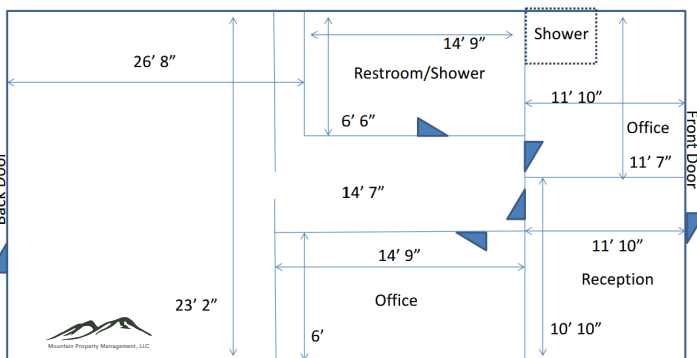 Shower
14' 9"
26' 8"
Restroom/Shower
11' 10"
6' 6"
Office
11' 7"
Front Door
Back Door
14' 7"
11' 10"
14' 9"
Reception
23' 2"
Office
10' 10"
6'
Mountain Property Management, LLC